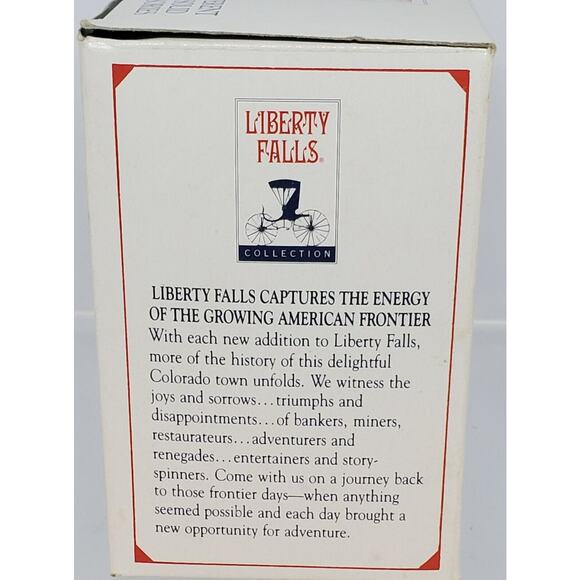 LIBERTY
FALLS®
COLLECTION
LIBERTY FALLS CAPTURES THE ENERGY
OF THE GROWING AMERICAN FRONTIER
With each new addition to Liberty Falls,
more of the history of this delightful
Colorado town unfolds. We witness the
joys and sorrows...triumphs and
disappointments...of bankers, miners,
restaurateurs...adventurers and
renegades...entertainers and story-
spinners. Come with us on a journey back
to those frontier days—when anything
seemed possible and each day brought a
new opportunity for adventure.